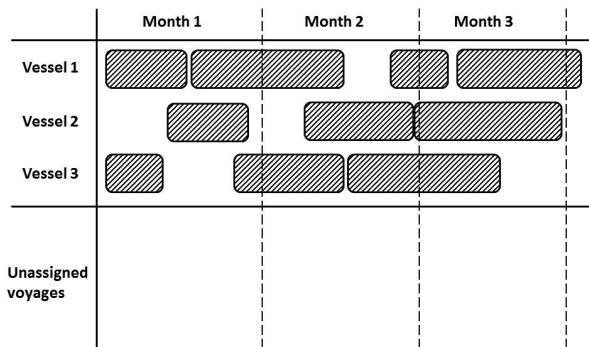 Month 1 Month 2 Month 3
Vessel 1
Vessel 2
Vessel 3
Unassigned
voyages